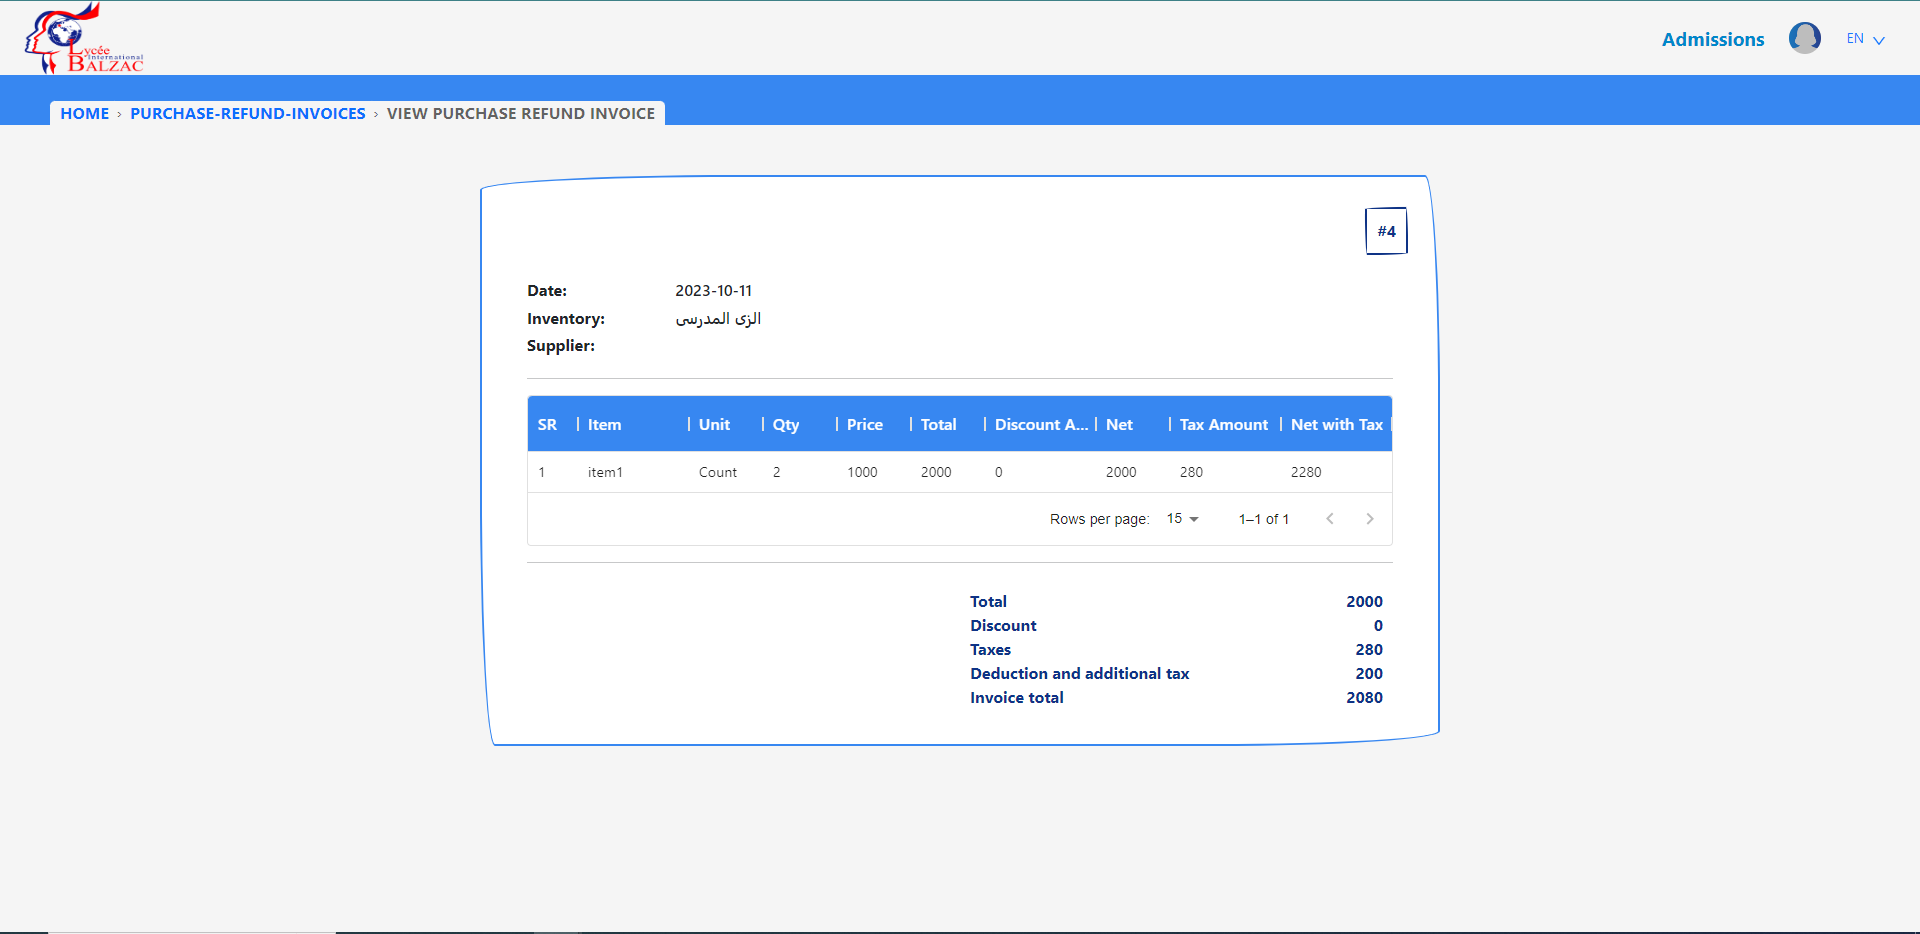 Lycée
International
BALZAC
Admissions
EN
HOME › PURCHASE-REFUND-INVOICES › VIEW PURCHASE REFUND INVOICE
#4
Date: 2023-10-11
Inventory: الزى المدرسى
Supplier:
SR Item Unit Qty Price Total Discount A... Net Tax Amount Net with Tax
1 item1 Count 2 1000 2000 0 2000 280 2280
Rows per page: 15 1–1 of 1
Total 2000
Discount 0
Taxes 280
Deduction and additional tax 200
Invoice total 2080